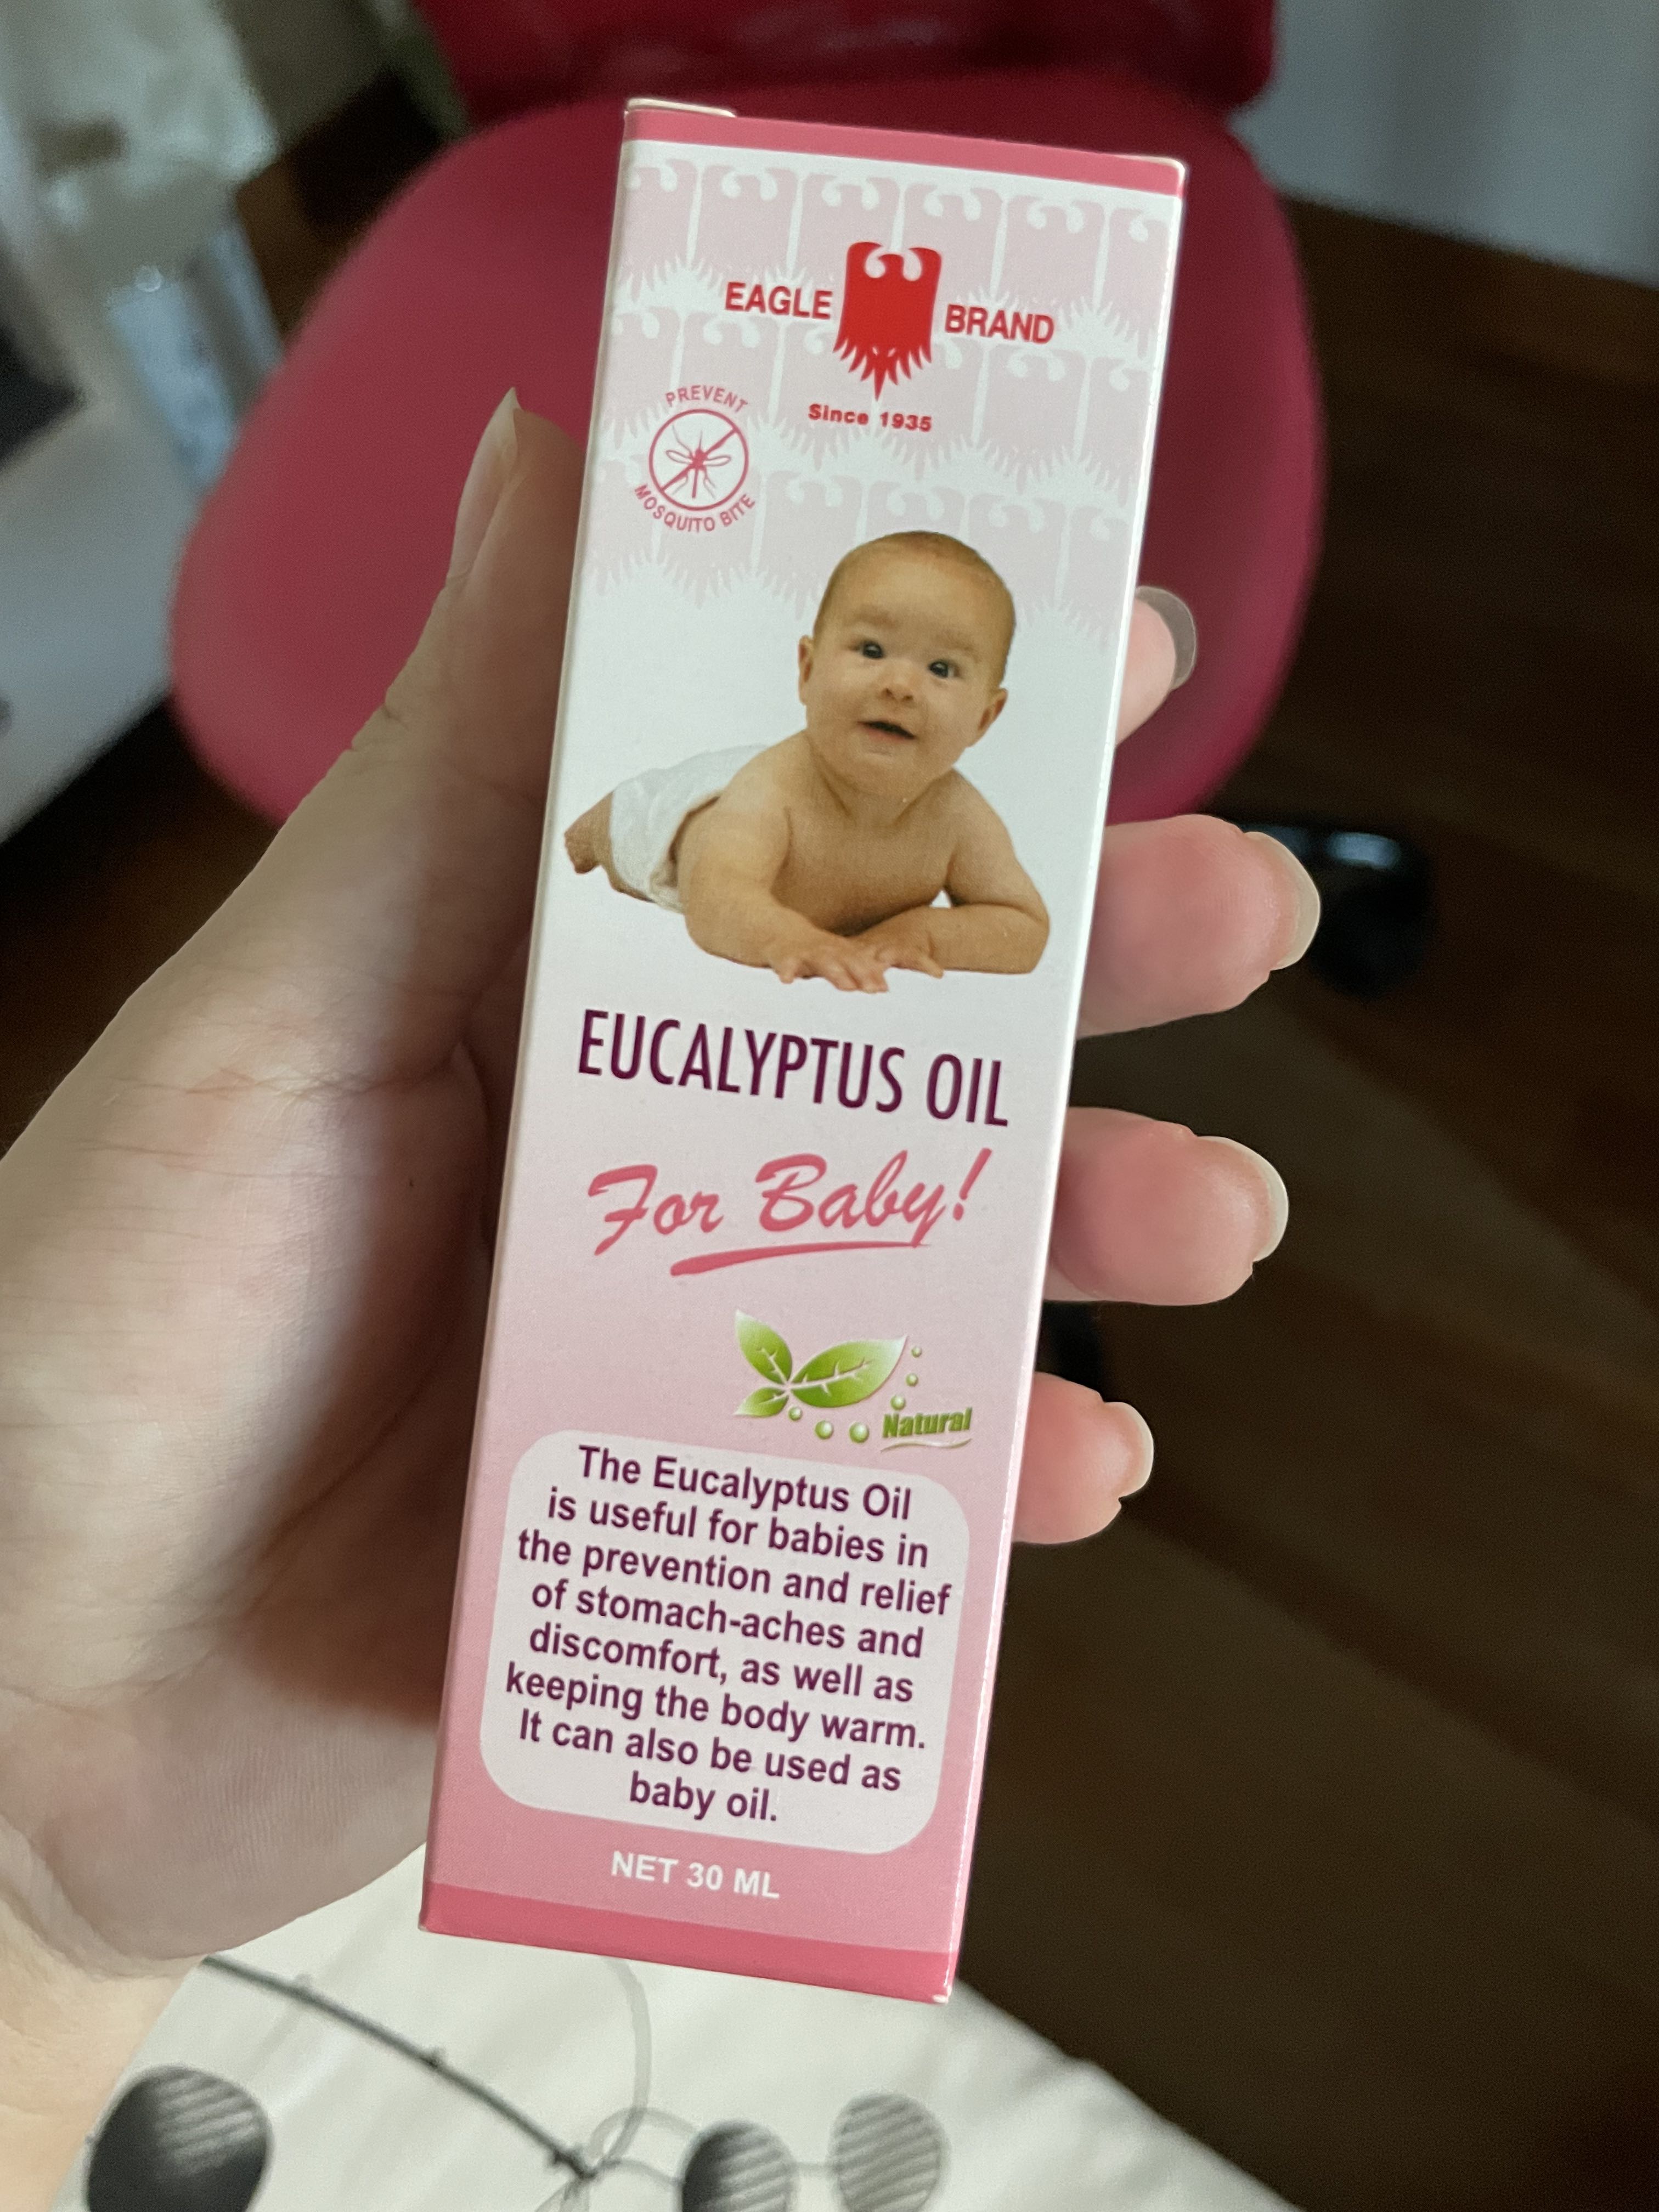 EAGLE BRAND
Since 1935
PREVENT
MOSQUITO BITE
EUCALYPTUS OIL
For Baby!
Natural
The Eucalyptus Oil
is useful for babies in
the prevention and relief
of stomach-aches and
discomfort, as well as
keeping the body warm.
It can also be used as
baby oil.
NET 30 ML